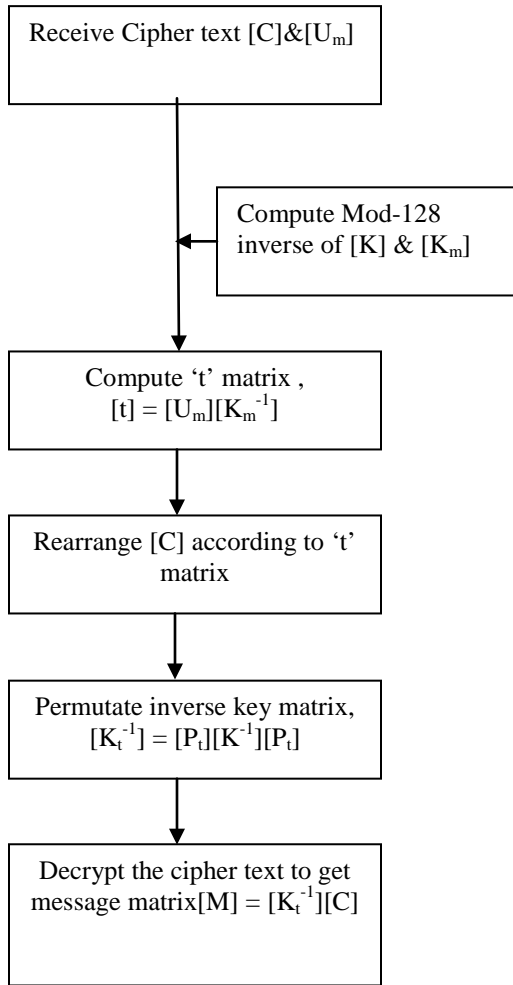 Receive Cipher text [C]&[Uₘ]
Compute Mod-128
inverse of [K] & [Kₘ]
Compute ‘t’ matrix ,
[t] = [Uₘ][Kₘ⁻¹]
Rearrange [C] according to ‘t’
matrix
Permutate inverse key matrix,
[Kₜ⁻¹] = [Pₜ][K⁻¹][Pₜ]
Decrypt the cipher text to get
message matrix[M] = [Kₜ⁻¹][C]